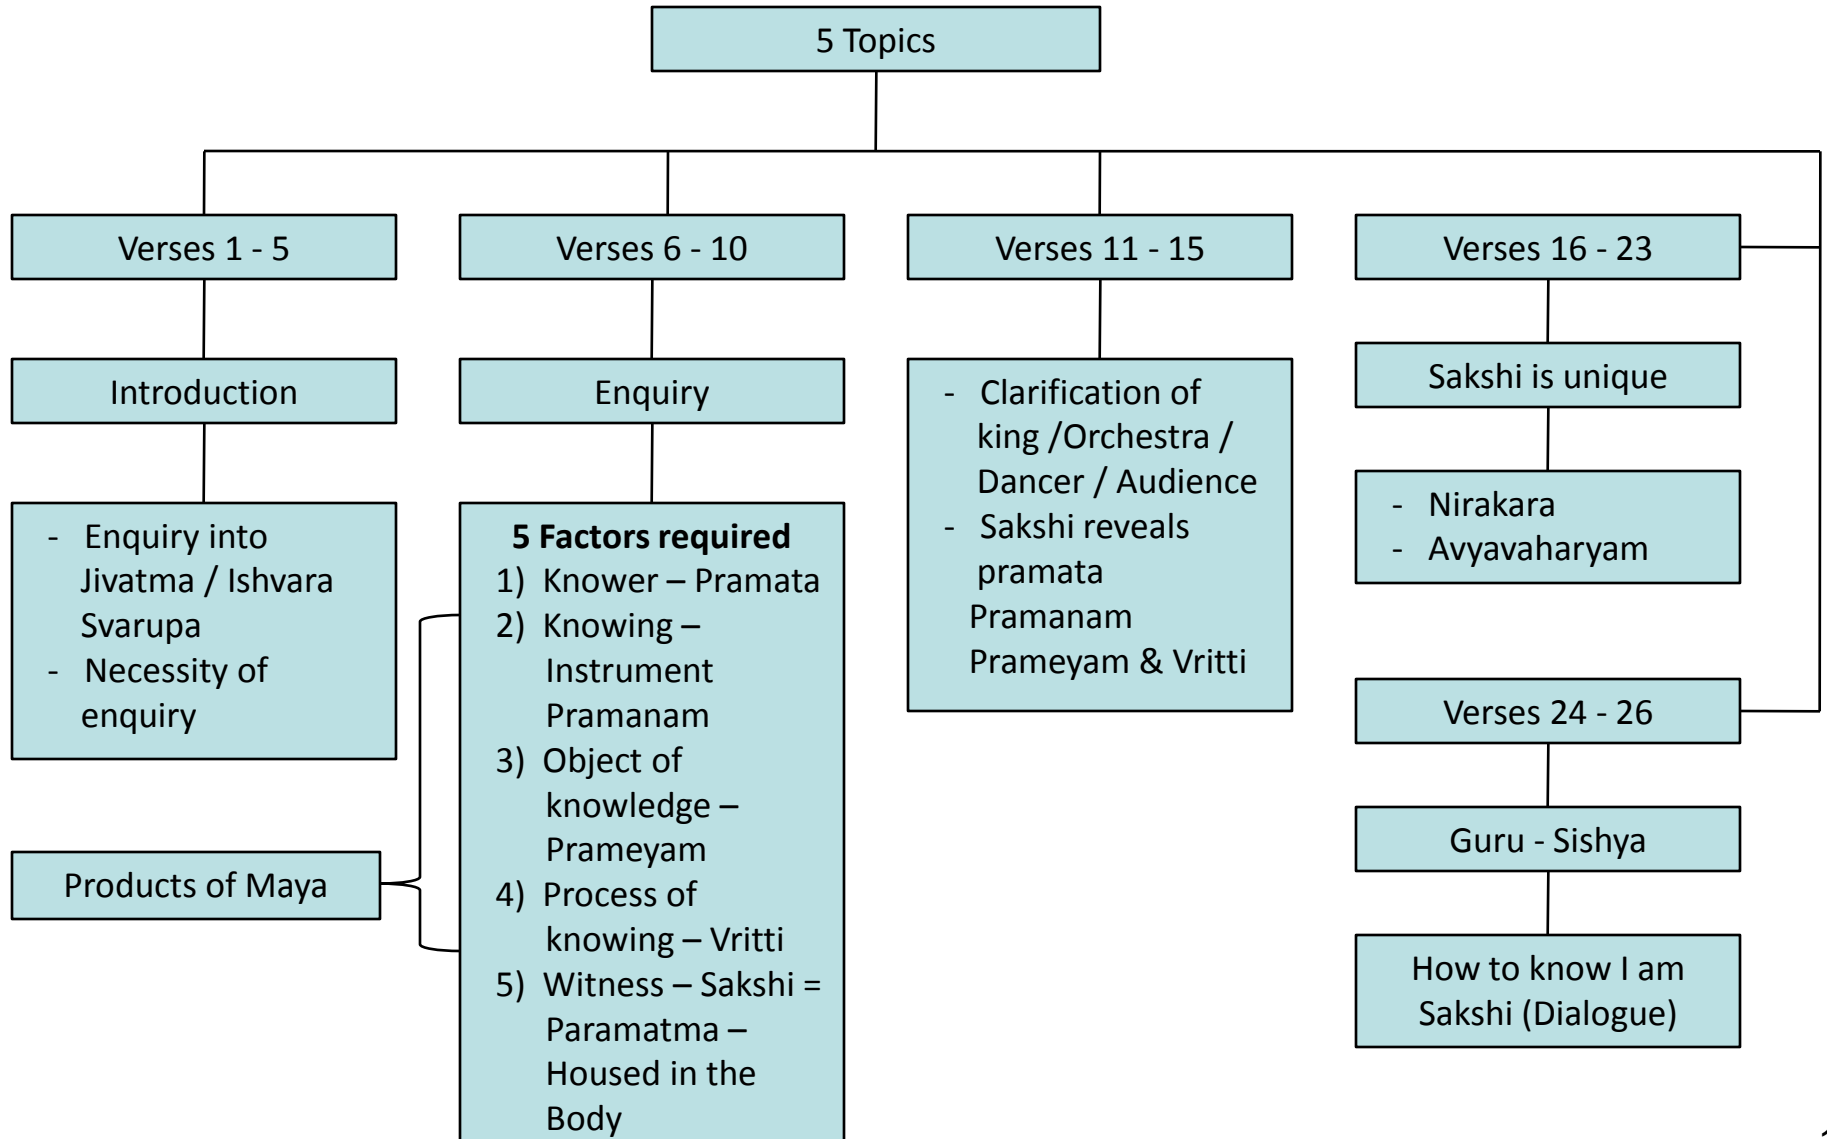 5 Topics
Verses 1 - 5
Introduction
- Enquiry into
Jivatma / Ishvara
Svarupa
- Necessity of
enquiry
Products of Maya
Verses 6 - 10
Enquiry
5 Factors required
1) Knower – Pramata
2) Knowing –
Instrument
Pramanam
3) Object of
knowledge –
Prameyam
4) Process of
knowing – Vritti
5) Witness – Sakshi =
Paramatma –
Housed in the
Body
Verses 11 - 15
- Clarification of
king /Orchestra /
Dancer / Audience
- Sakshi reveals
pramata
Pramanam
Prameyam & Vritti
Verses 16 - 23
Sakshi is unique
- Nirakara
- Avyavaharyam
Verses 24 - 26
Guru - Sishya
How to know I am
Sakshi (Dialogue)